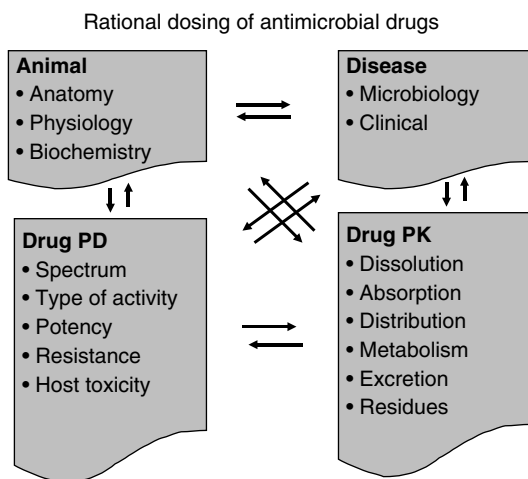 Rational dosing of antimicrobial drugs
Animal
• Anatomy
• Physiology
• Biochemistry
Disease
• Microbiology
• Clinical
Drug PD
• Spectrum
• Type of activity
• Potency
• Resistance
• Host toxicity
Drug PK
• Dissolution
• Absorption
• Distribution
• Metabolism
• Excretion
• Residues